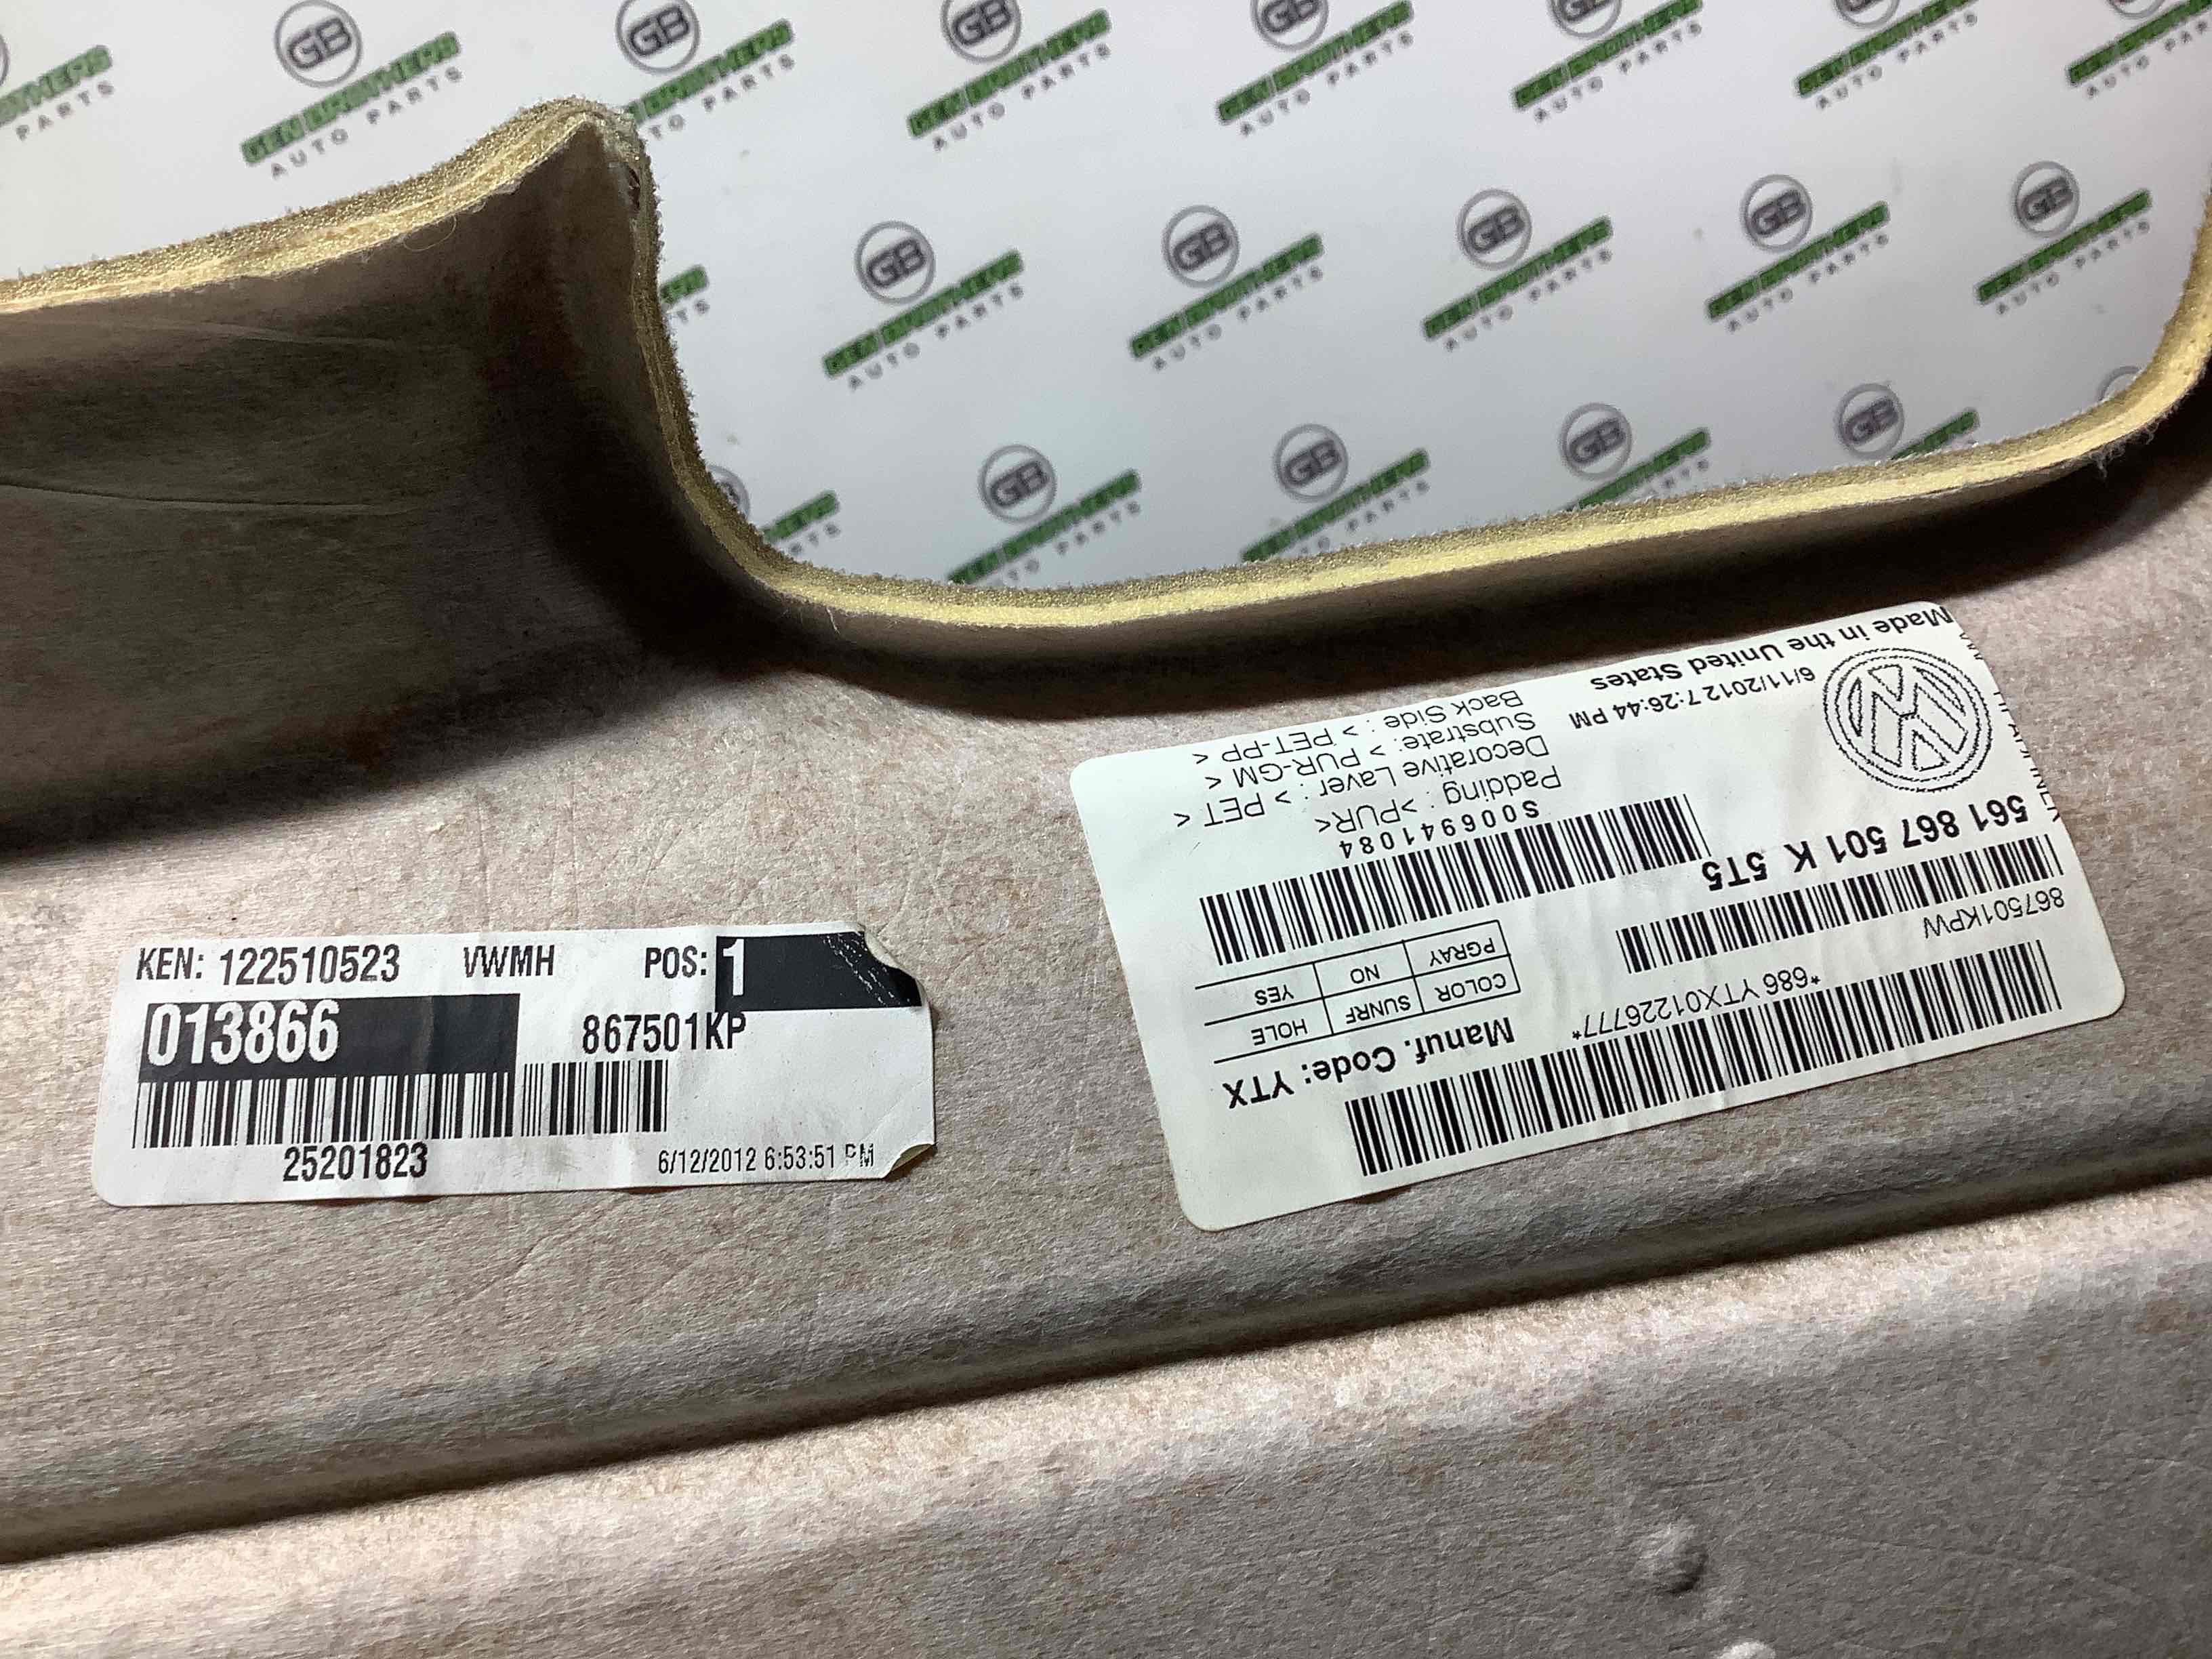 GB
GEN BROTHERS
AUTO PARTS
KEN: 122510523 VWMH POS: 1
013866 867501KP
25201823 6/12/2012 6:53:51 PM
Made in the United States
6/11/2012 7:26:44 PM
561 867 501 K 5T5
867501KPW
*686 YTX01226777*
Back Side : > PET-PP <
Substrate: > PUR-GM <
Decorative Layer : > PET <
Padding : >PUR<
S006941084
PGRAY NO YES
COLOR SUNRF HOLE
Manuf. Code: YTX